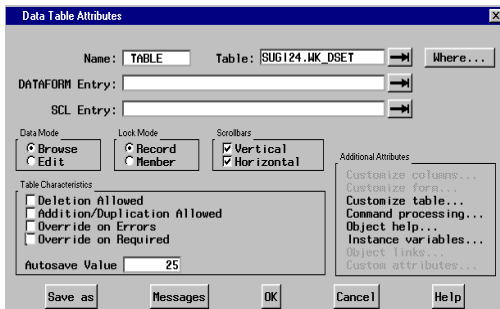 Data Table Attributes
Name: TABLE Table: SUGI24.WK_DSET Where...
DATAFORM Entry:
SCL Entry:
Data Mode Lock Mode Scrollbars
Browse Record Vertical
Edit Member Horizontal
Additional Attributes
Customize columns...
Customize form...
Customize table...
Command processing...
Object help...
Instance variables...
Object links...
Custom attributes...
Table Characteristics
Deletion Allowed
Addition/Duplication Allowed
Override on Errors
Override on Required
Autosave Value 25
Save as Messages OK Cancel Help